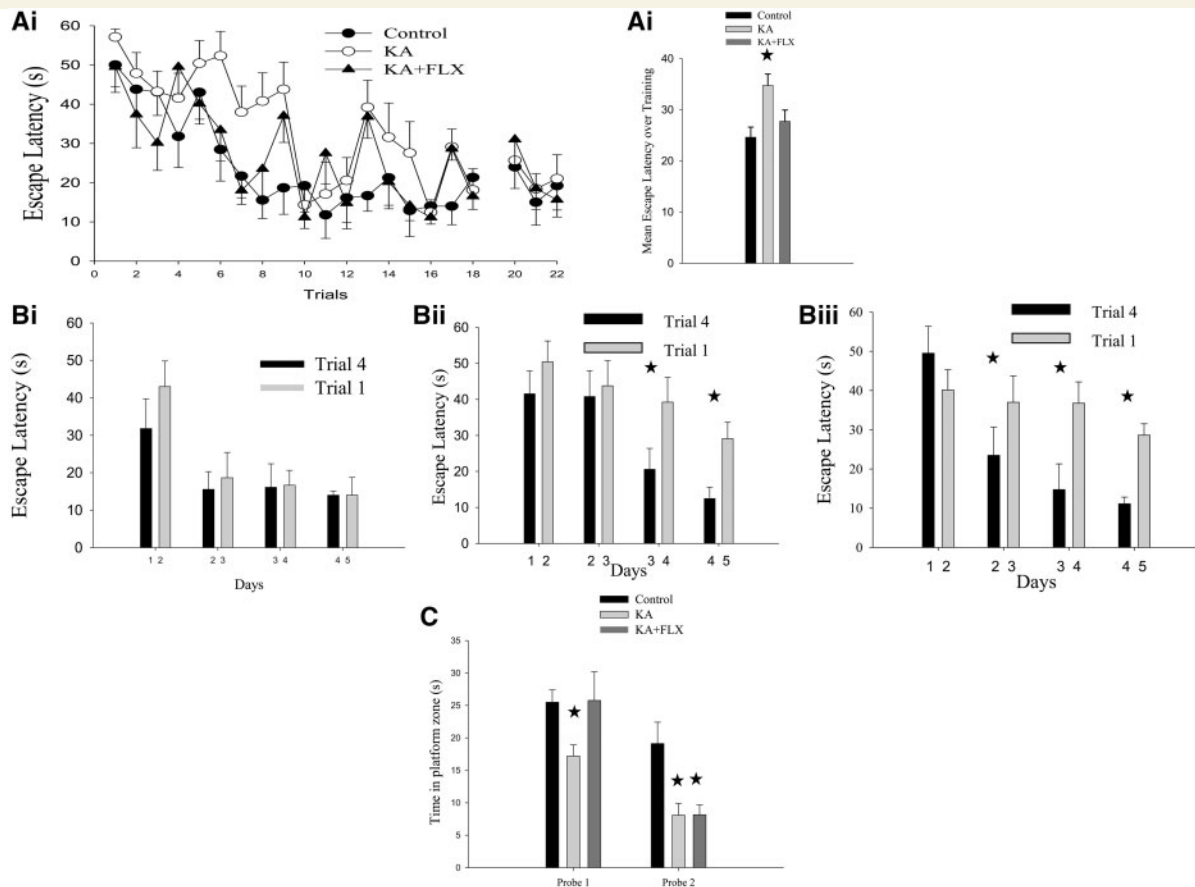 Ai
Control
KA
KA+FLX
Escape Latency (s)
60
50
40
30
20
10
0
0 2 4 6 8 10 12 14 16 18 20 22
Trials
Ai
Control
KA
KA+FLX
★
Mean Escape Latency over Training
40
30
20
10
0
Bi
Trial 4
Trial 1
Escape Latency (s)
60
50
40
30
20
10
0
1 2 2 3 3 4 4 5
Days
Bii
Trial 4
Trial 1
★ ★
Escape Latency (s)
60
50
40
30
20
10
0
1 2 2 3 3 4 4 5
Days
Biii
Trial 4
Trial 1
★ ★ ★
Escape Latency (s)
60
50
40
30
20
10
0
1 2 2 3 3 4 4 5
Days
C
Control
KA
KA+FLX
★ ★ ★
Time in platform zone (s)
35
30
25
20
15
10
5
0
Probe 1 Probe 2